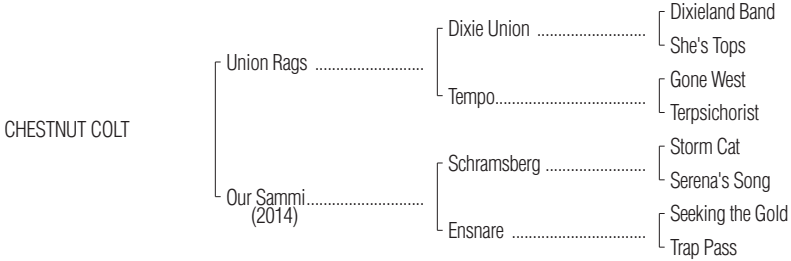 Dixieland Band
Dixie Union ..........................
She's Tops
Union Rags ..........................
Gone West
Tempo....................................
Terpsichorist
CHESTNUT COLT
Storm Cat
Schramsberg ........................
Serena's Song
Our Sammi............................
(2014)
Seeking the Gold
Ensnare ................................
Trap Pass